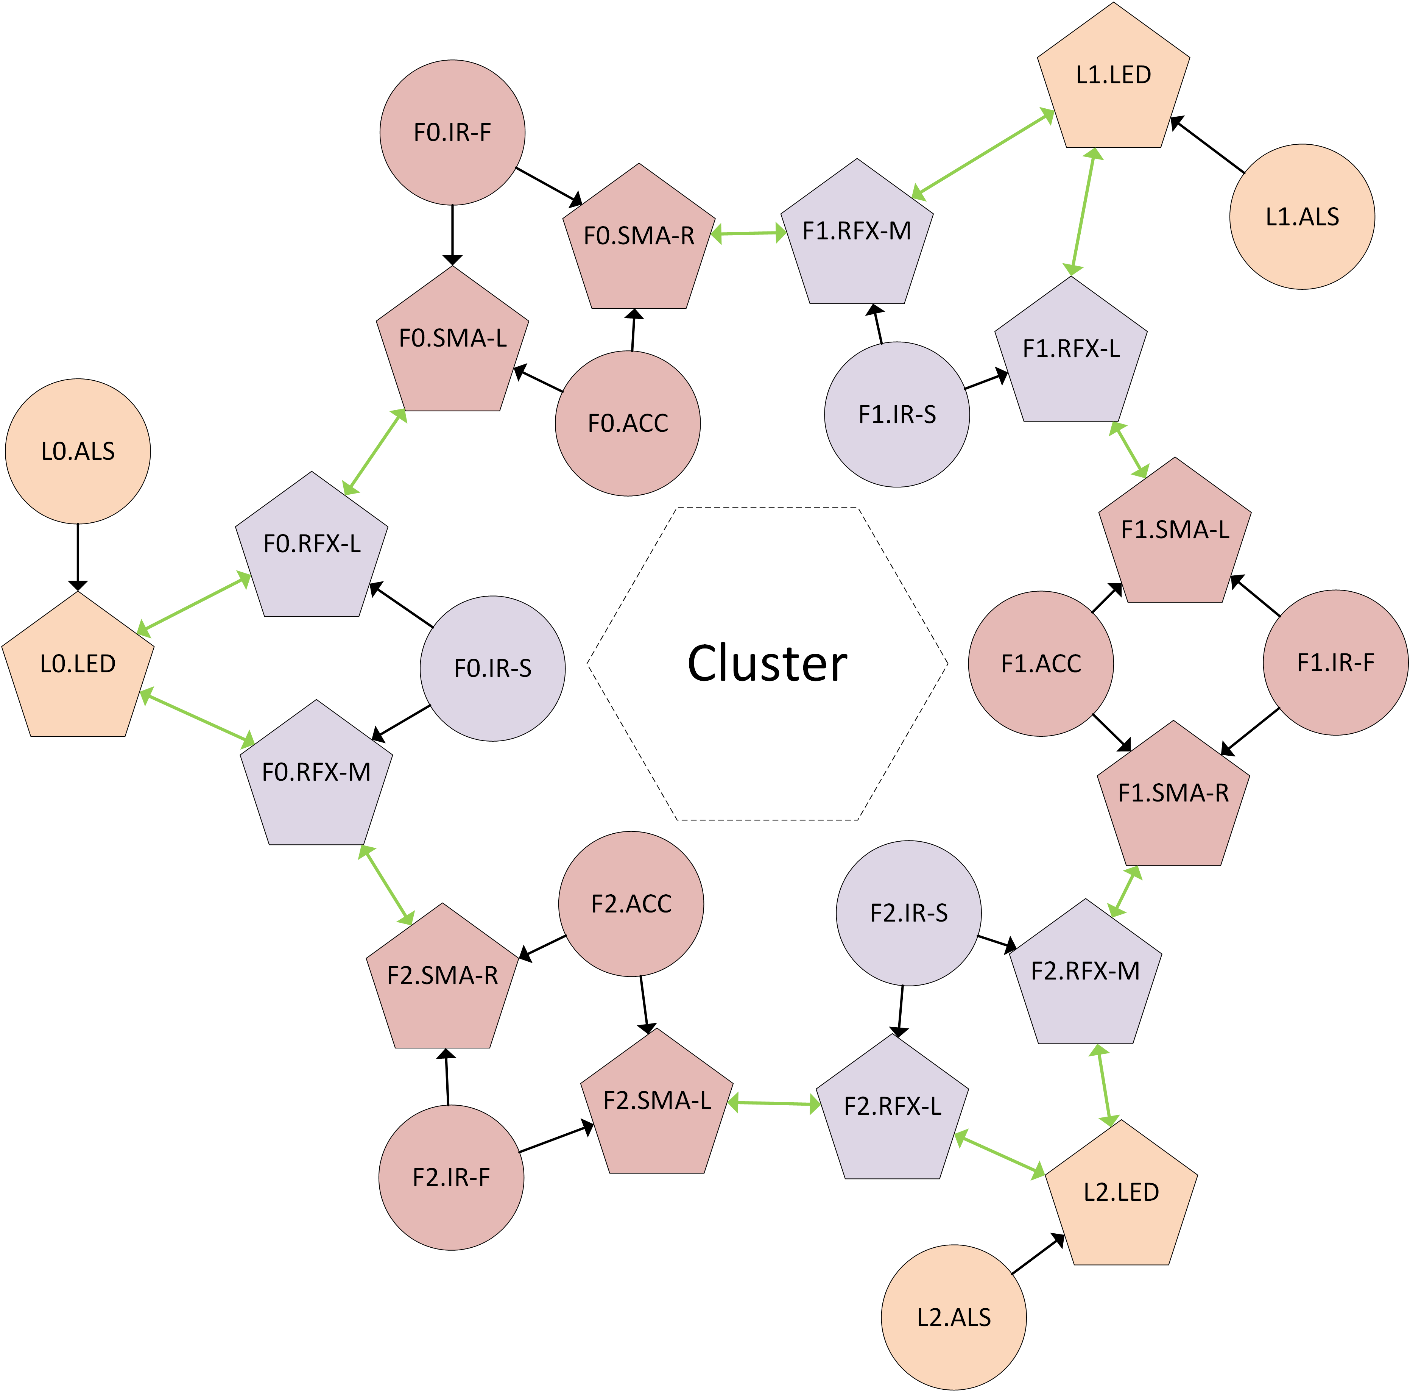 L1.LED
F0.IR-F
L1.ALS
F0.SMA-R
F1.RFX-M
F0.SMA-L
F1.RFX-L
F0.ACC
F1.IR-S
L0.ALS
F0.RFX-L
F1.SMA-L
L0.LED
F0.IR-S
Cluster
F1.ACC
F1.IR-F
F0.RFX-M
F1.SMA-R
F2.ACC
F2.IR-S
F2.SMA-R
F2.RFX-M
F2.SMA-L
F2.RFX-L
F2.IR-F
L2.LED
L2.ALS